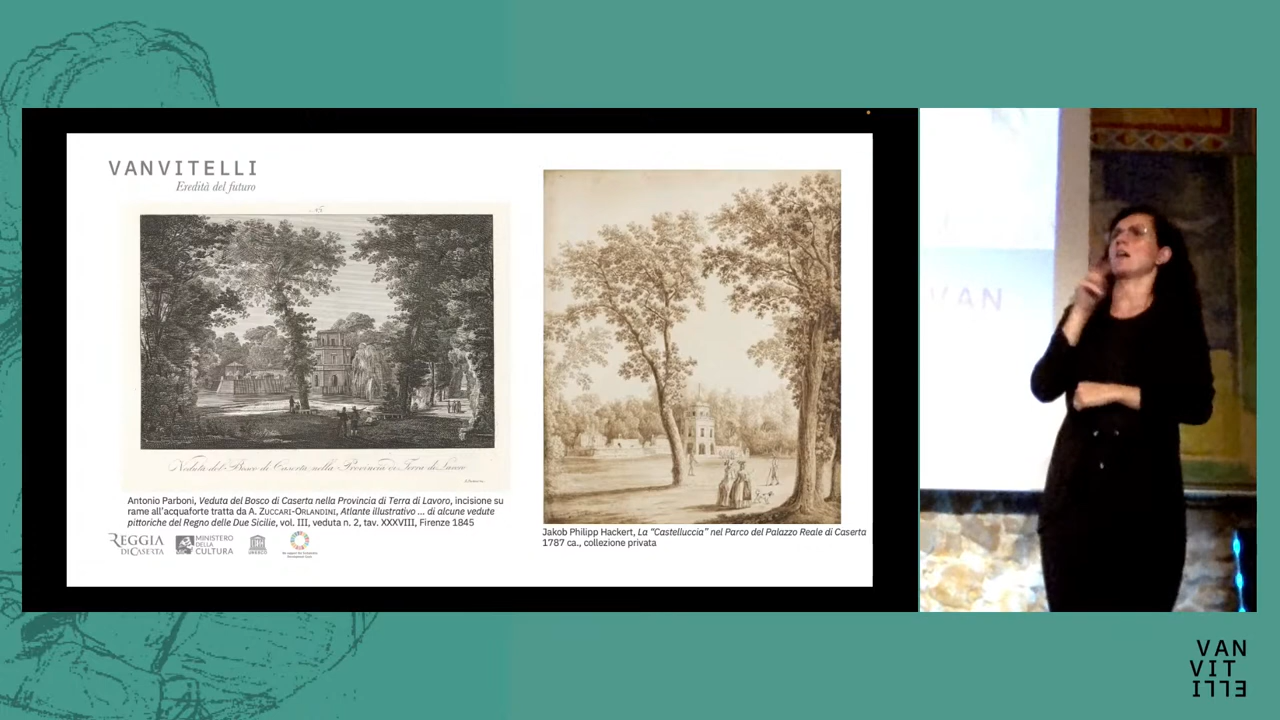 VANVITELLI
Eredità del futuro
Veduta del Bosco di Caserta nella Provincia di Terra di Lavoro
Antonio Parboni, Veduta del Bosco di Caserta nella Provincia di Terra di Lavoro, incisione su
rame all'acquaforte tratta da A. ZUCCARI-ORLANDINI, Atlante illustrativo ... di alcune vedute
pittoriche del Regno delle Due Sicilie, vol. III, veduta n. 2, tav. XXXVIII, Firenze 1845
REGGIA
DI CASERTA
MINISTERO
DELLA
CULTURA
UNESCO
Jakob Philipp Hackert, La “Castelluccia” nel Parco del Palazzo Reale di Caserta
1787 ca., collezione privata
VAN
VAN
VIT
ELLI